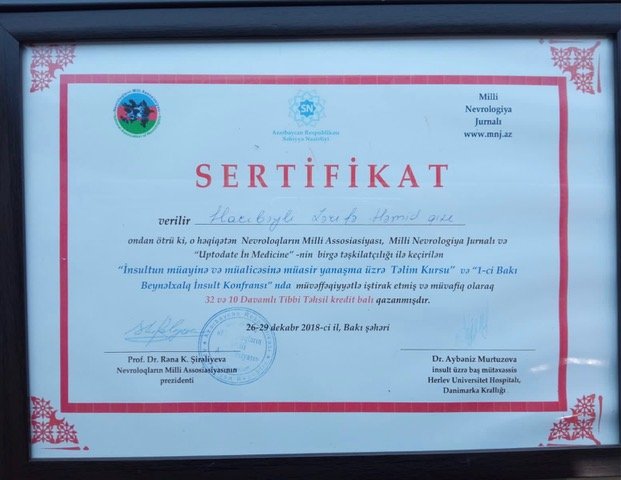 Milli
Nevrologiya
Jurnalı
www.mnj.az
SN
Azərbaycan Respublikası
Səhiyyə Nazirliyi
SERTİFİKAT
verilir Hacıbəyli Zərifə Həmid qızı
ondan ötrü ki, o həqiqətən Nevroloqların Milli Assosiasiyası, Milli Nevrologiya Jurnalı və
“Uptodate İn Medicine” -nin birgə təşkilatçılığı ilə keçirilən
“İnsultun müayinə və müalicəsinə müasir yanaşma üzrə Təlim Kursu” və “1-ci Bakı
Beynəlxalq İnsult Konfransı” nda müvəffəqiyyətlə iştirak etmiş və müvafiq olaraq
32 və 10 Davamlı Tibbi Təhsil kredit balı qazanmışdır.
26-29 dekabr 2018-ci il, Bakı şəhəri
Prof. Dr. Rəna K. Şirəliyeva
Nevroloqların Milli Assosiasiyasının
prezidenti
Dr. Aybəniz Murtuzova
insult üzrə baş mütəxəssis
Herlev Universitet Hospitalı,
Danimarka Krallığı